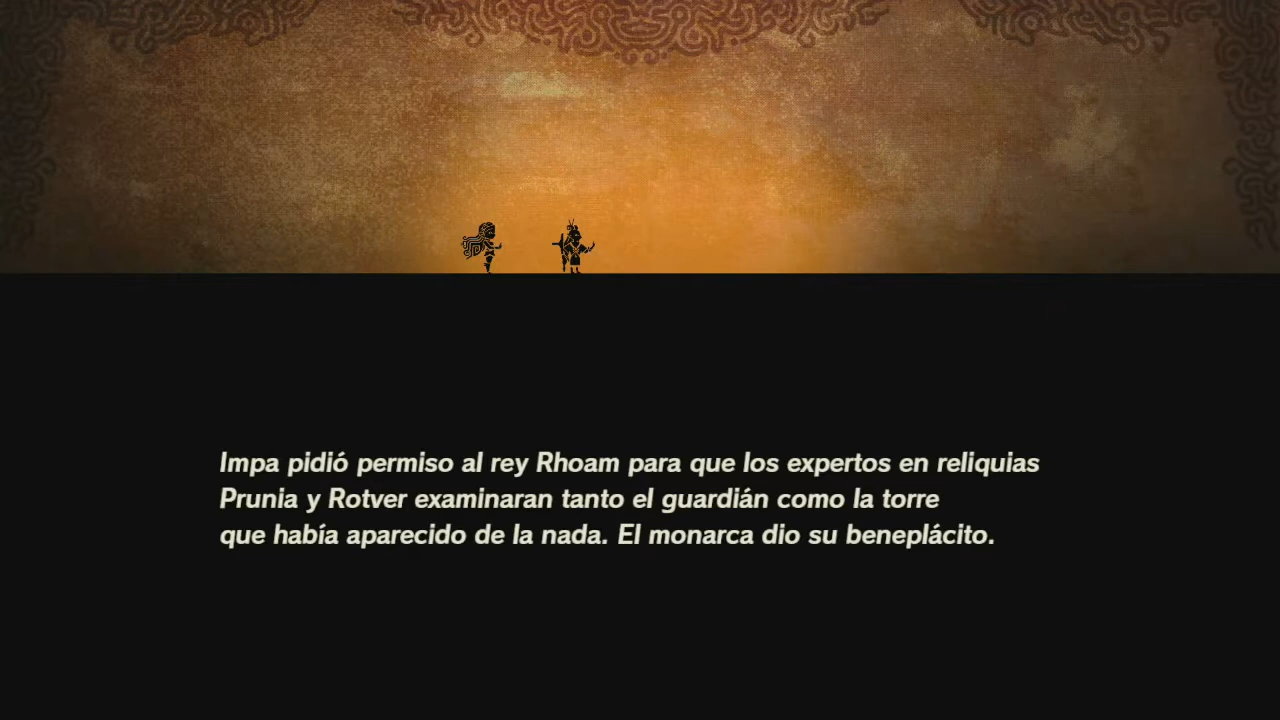 Impa pidió permiso al rey Rhoam para que los expertos en reliquias
Prunia y Rotver examinaran tanto el guardián como la torre
que había aparecido de la nada. El monarca dio su beneplácito.